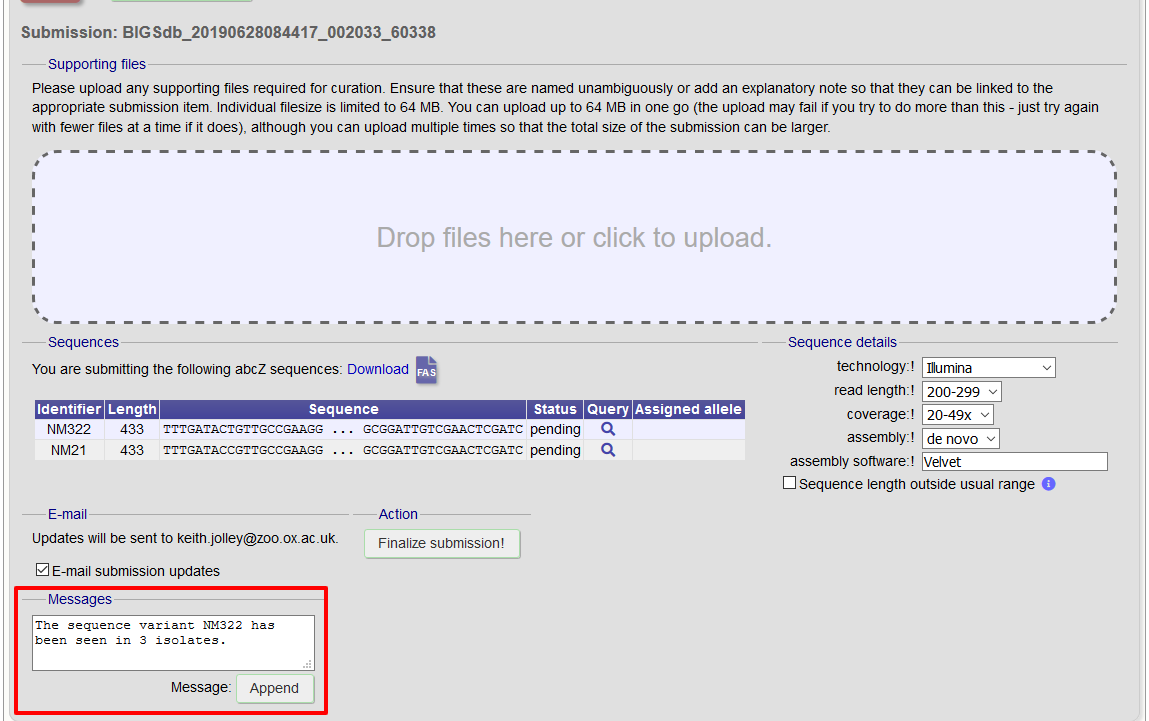 Submission: BIGSdb_20190628084417_002033_60338
Supporting files
Please upload any supporting files required for curation. Ensure that these are named unambiguously or add an explanatory note so that they can be linked to the
appropriate submission item. Individual filesize is limited to 64 MB. You can upload up to 64 MB in one go (the upload may fail if you try to do more than this - just try again
with fewer files at a time if it does), although you can upload multiple times so that the total size of the submission can be larger.
Drop files here or click to upload.
Sequences
You are submitting the following abcZ sequences: Download FAS
Identifier Length Sequence Status Query Assigned allele
NM322 433 TTTGATACTGTTGCCGAAGG ... GCGGATTGTCGAACTCGATC pending
NM21 433 TTTGATACCGTTGCCGAAGG ... GCGGATTGTCGAACTCGATC pending
Sequence details
technology:! Illumina
read length:! 200-299
coverage:! 20-49x
assembly:! de novo
assembly software:! Velvet
Sequence length outside usual range i
E-mail
Updates will be sent to keith.jolley@zoo.ox.ac.uk.
E-mail submission updates
Action
Finalize submission!
Messages
The sequence variant NM322 has
been seen in 3 isolates.
Message: Append